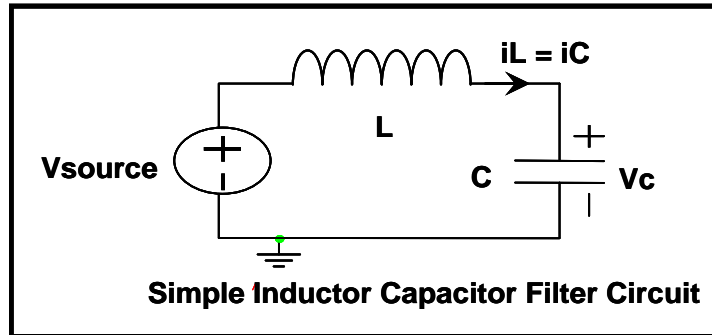 iL = iC
L
Vsource
+
-
C
+
Vc
-
Simple Inductor Capacitor Filter Circuit